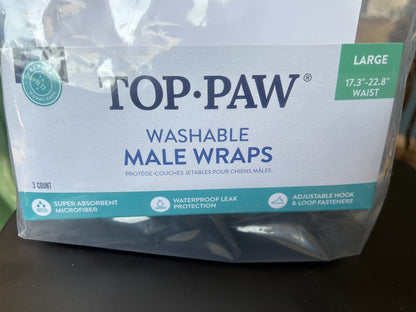 LARGE
17.3"-22.8"
WAIST
TOP•PAW®
WASHABLE
MALE WRAPS
PROTÈGE-COUCHES JETABLES POUR CHIENS MÂLES
3 COUNT
SUPER ABSORBENT
MICROFIBER
WATERPROOF LEAK
PROTECTION
ADJUSTABLE HOOK
& LOOP FASTENERS